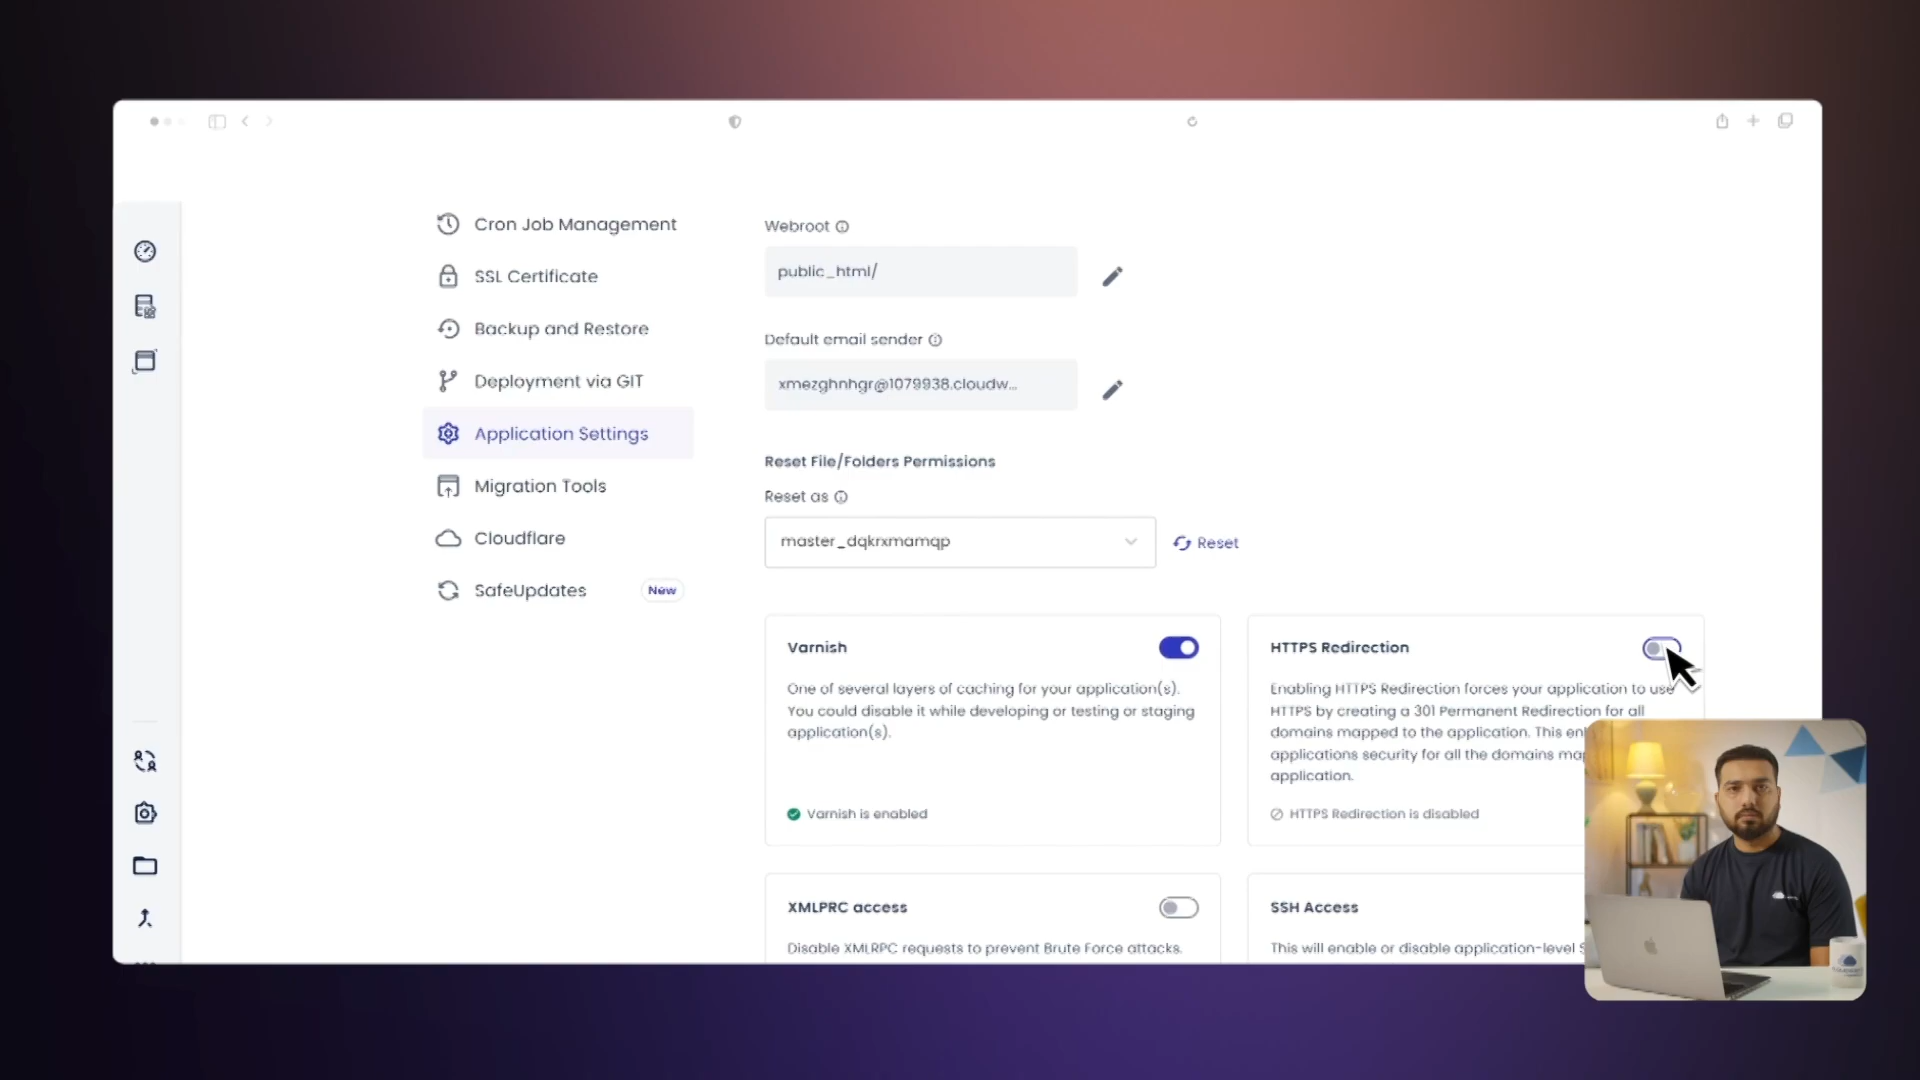 Cron Job Management
SSL Certificate
Backup and Restore
Deployment via GIT
Application Settings
Migration Tools
Cloudflare
SafeUpdates New
Webroot
public_html/
Default email sender
xmezghnhgr@1079938.cloudw...
Reset File/Folders Permissions
Reset as
master_dqkrxmamqp
Reset
Varnish
One of several layers of caching for your application(s).
You could disable it while developing or testing or staging
application(s).
Varnish is enabled
HTTPS Redirection
Enabling HTTPS Redirection forces your application to use
HTTPS by creating a 301 Permanent Redirection for all
domains mapped to the application. This en
applications security for all the domains ma
application.
HTTPS Redirection is disabled
XMLPRC access
Disable XMLRPC requests to prevent Brute Force attacks.
SSH Access
This will enable or disable application-level S